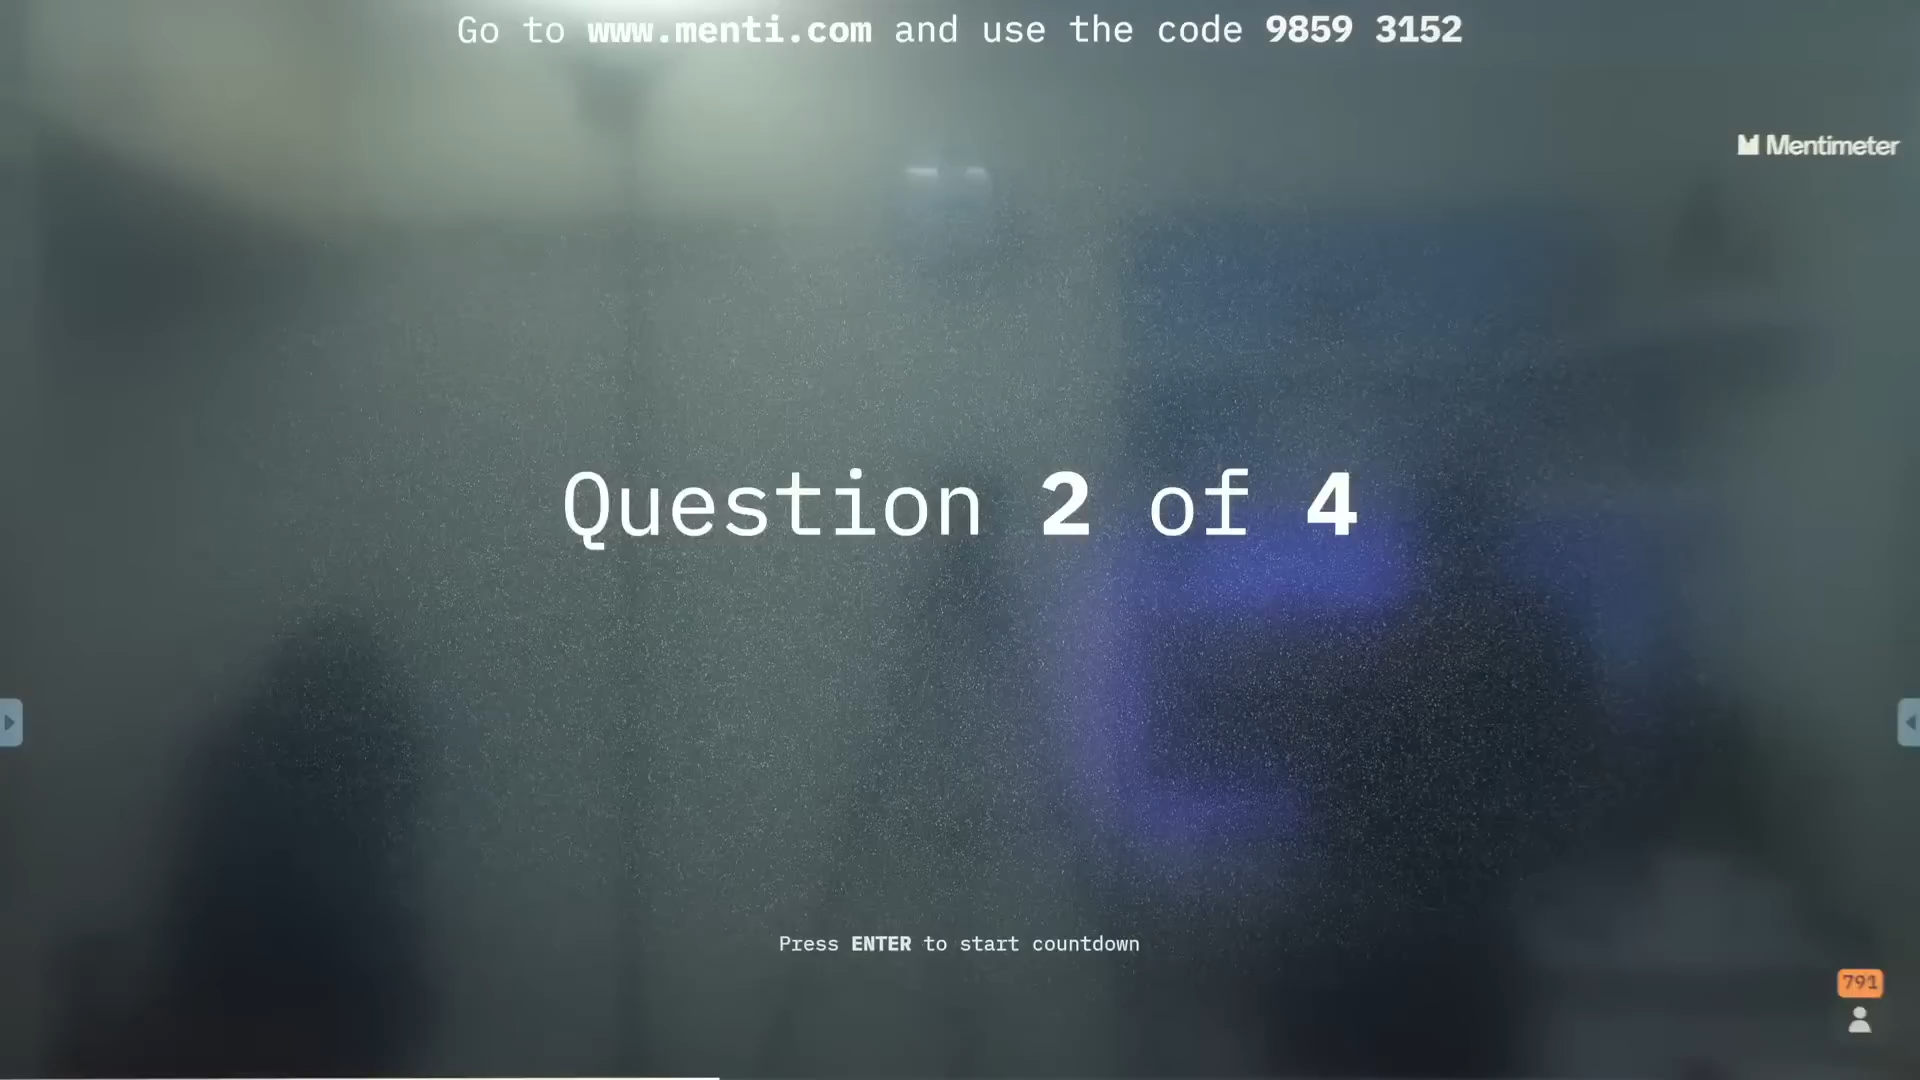 Go to www.menti.com and use the code 9859 3152
Mentimeter
Question 2 of 4
Press ENTER to start countdown
791